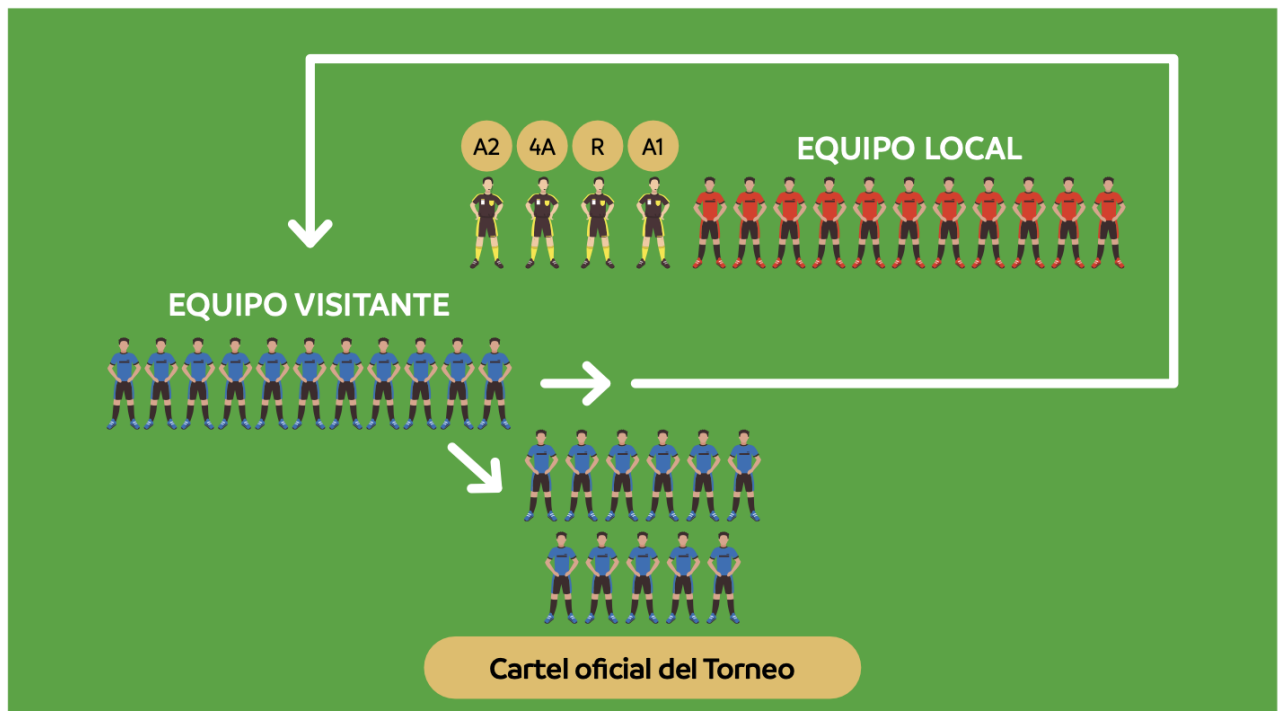 A2 4A R A1
EQUIPO LOCAL
EQUIPO VISITANTE
Cartel oficial del Torneo